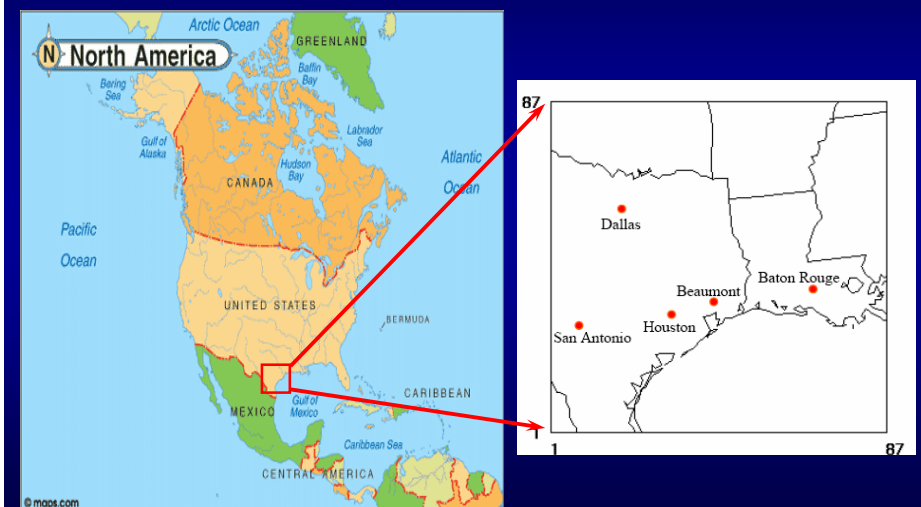 Arctic Ocean
GREENLAND
N North America
Baffin
Bay
Bering
Sea
Gulf of
Alaska
Labrador
Sea
Hudson
Bay
Atlantic
Ocean
CANADA
Pacific
Ocean
UNITED STATES
BERMUDA
CARIBBEAN
Gulf of
Mexico
MEXICO
Caribbean Sea
CENTRAL AMERICA
© maps.com
87
Dallas
Baton Rouge
Beaumont
Houston
San Antonio
1
1
87